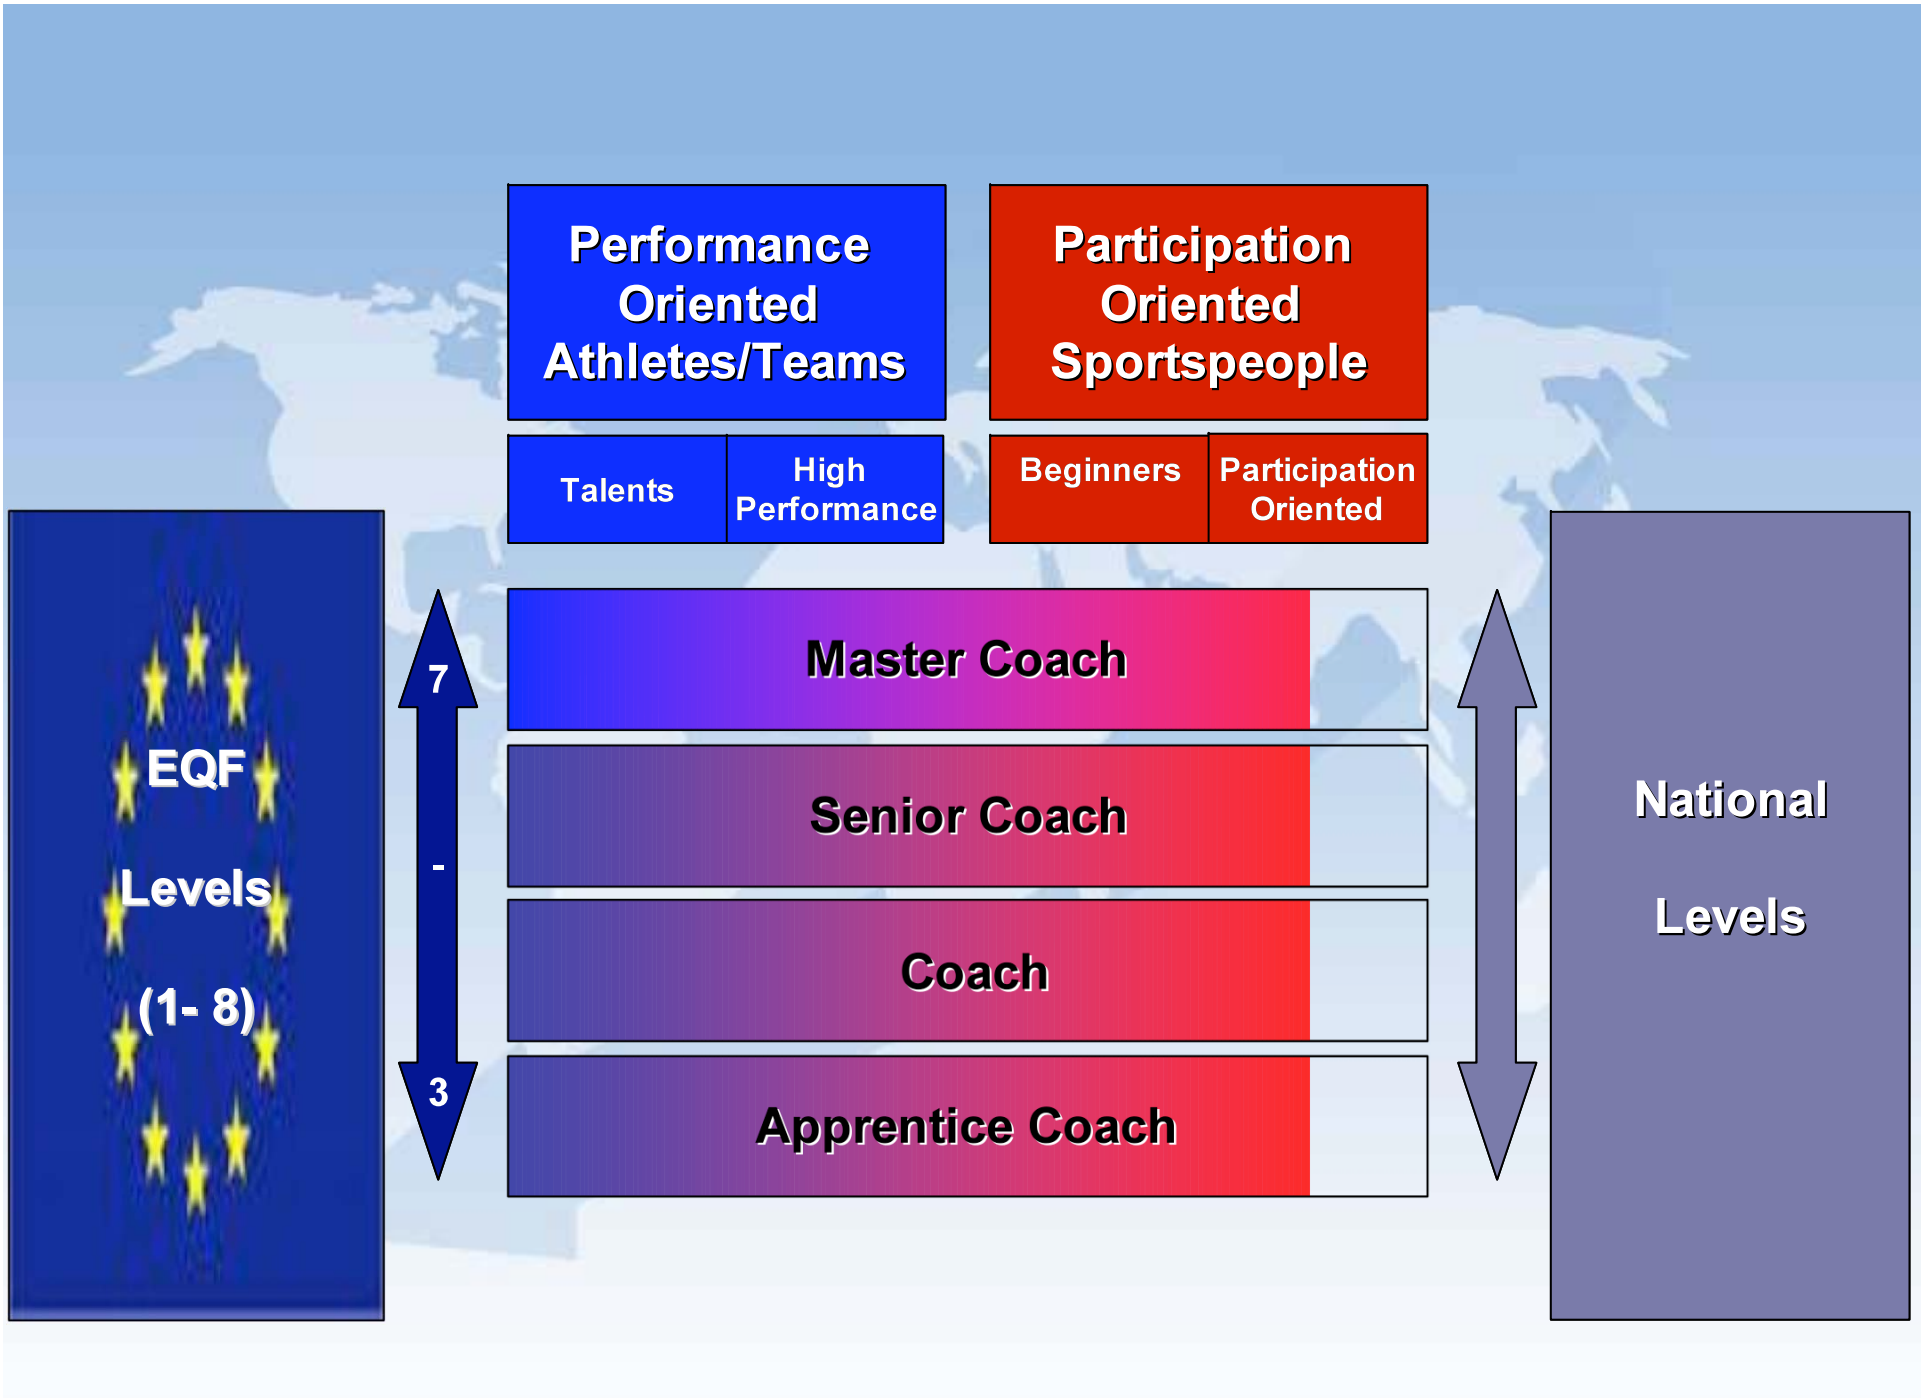 Performance
Oriented
Athletes/Teams
Participation
Oriented
Sportspeople
Talents
High
Performance
Beginners
Participation
Oriented
EQF
Levels
(1- 8)
7
-
3
Master Coach
Senior Coach
Coach
Apprentice Coach
National
Levels